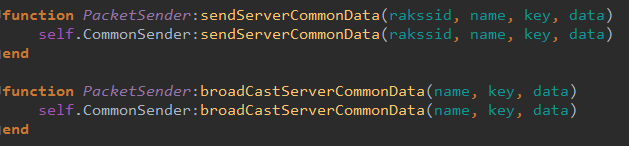 function PacketSender:sendServerCommonData(rakssid, name, key, data)
    self.CommonSender:sendServerCommonData(rakssid, name, key, data)
end
function PacketSender:broadCastServerCommonData(name, key, data)
    self.CommonSender:broadCastServerCommonData(name, key, data)
end